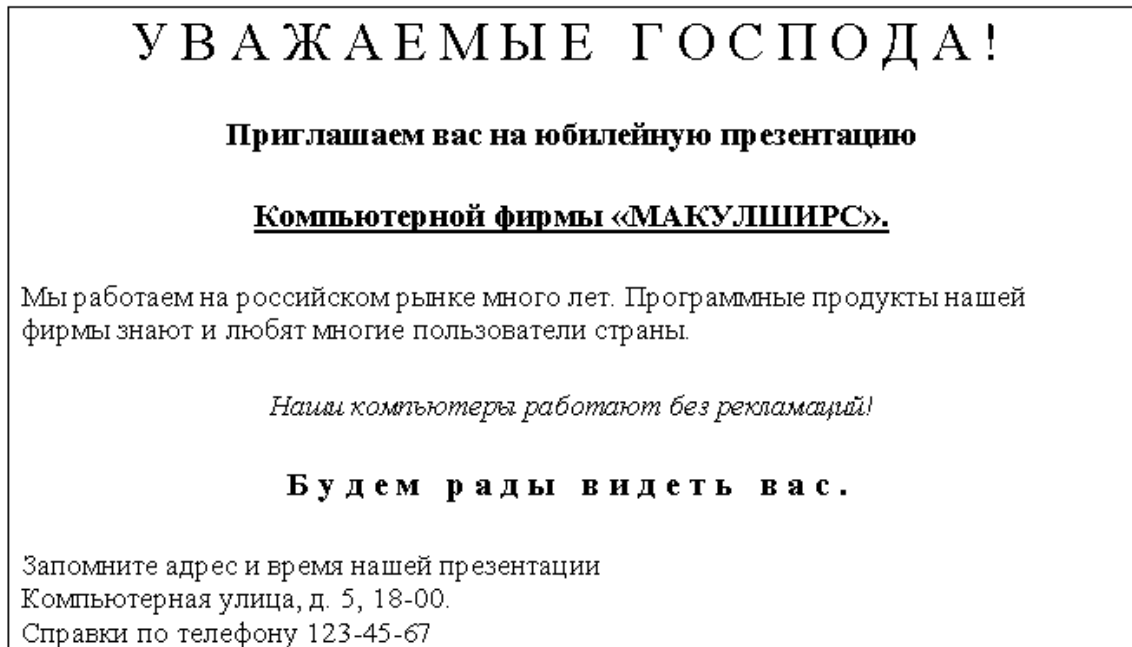 УВАЖАЕМЫЕ ГОСПОДА!
Приглашаем вас на юбилейную презентацию
Компьютерной фирмы «МАКУЛШИРС».
Мы работаем на российском рынке много лет. Программные продукты нашей
фирмы знают и любят многие пользователи страны.
Наши компьютеры работают без рекламаций!
Будем рады видеть вас.
Запомните адрес и время нашей презентации
Компьютерная улица, д. 5, 18-00.
Справки по телефону 123-45-67